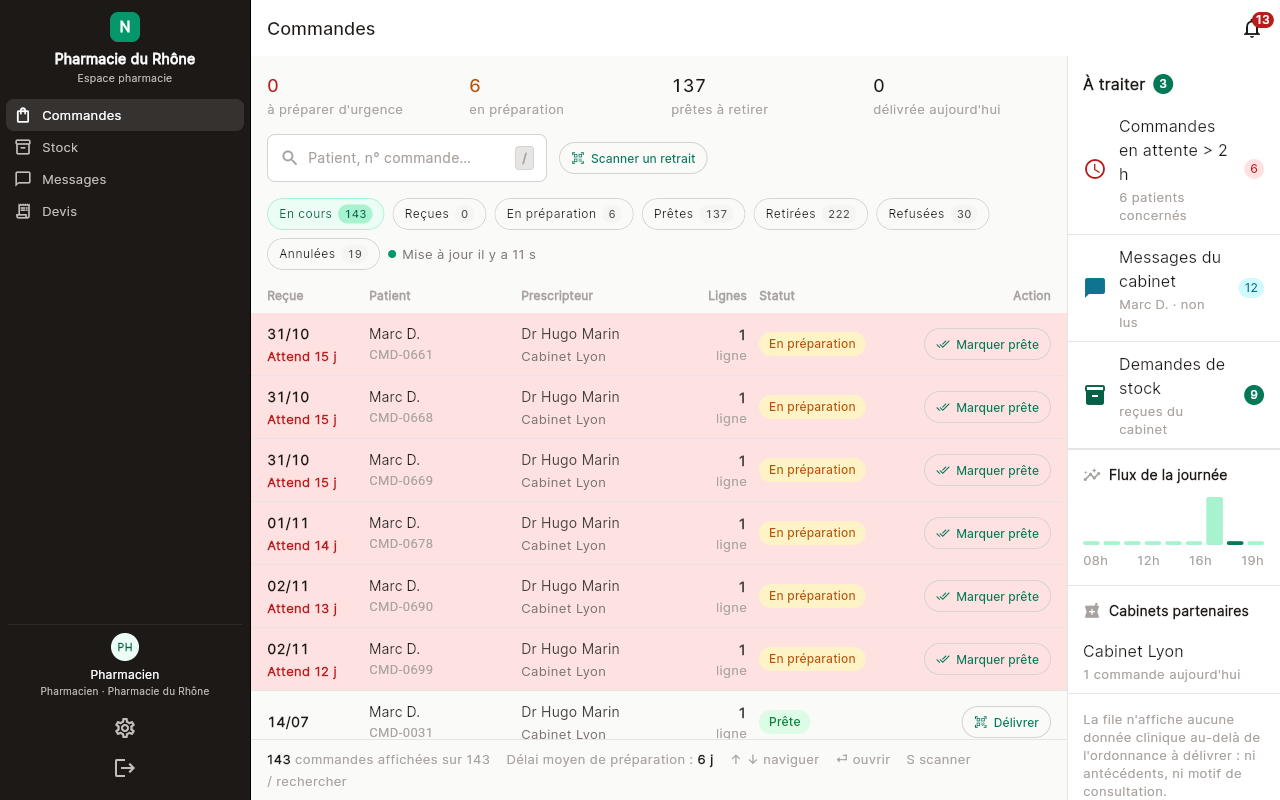 N
Pharmacie du Rhône
Espace pharmacie
Commandes
Stock
Messages
Devis
PH
Pharmacien
Pharmacien · Pharmacie du Rhône
Commandes
13
0
à préparer d'urgence
6
en préparation
137
prêtes à retirer
0
délivrée aujourd'hui
Patient, n° commande...
/
Scanner un retrait
En cours 143
Reçues 0
En préparation 6
Prêtes 137
Retirées 222
Refusées 30
Annulées 19
Mise à jour il y a 11 s
Reçue Patient Prescripteur Lignes Statut Action
31/10 Marc D. Dr Hugo Marin 1 En préparation Marquer prête
Attend 15 j CMD-0661 Cabinet Lyon ligne
31/10 Marc D. Dr Hugo Marin 1 En préparation Marquer prête
Attend 15 j CMD-0668 Cabinet Lyon ligne
31/10 Marc D. Dr Hugo Marin 1 En préparation Marquer prête
Attend 15 j CMD-0669 Cabinet Lyon ligne
01/11 Marc D. Dr Hugo Marin 1 En préparation Marquer prête
Attend 14 j CMD-0678 Cabinet Lyon ligne
02/11 Marc D. Dr Hugo Marin 1 En préparation Marquer prête
Attend 13 j CMD-0690 Cabinet Lyon ligne
02/11 Marc D. Dr Hugo Marin 1 En préparation Marquer prête
Attend 12 j CMD-0699 Cabinet Lyon ligne
14/07 Marc D. Dr Hugo Marin 1 Prête Délivrer
CMD-0031 Cabinet Lyon ligne
143 commandes affichées sur 143 Délai moyen de préparation : 6 j ↑ ↓ naviguer ↵ ouvrir S scanner
/ rechercher
À traiter 3
Commandes
en attente > 2
h
6
6 patients
concernés
Messages du
cabinet
12
Marc D. · non
lus
Demandes de
stock
9
reçues du
cabinet
Flux de la journée
08h 12h 16h 19h
Cabinets partenaires
Cabinet Lyon
1 commande aujourd'hui
La file n'affiche aucune
donnée clinique au-delà de
l'ordonnance à délivrer : ni
antécédents, ni motif de
consultation.